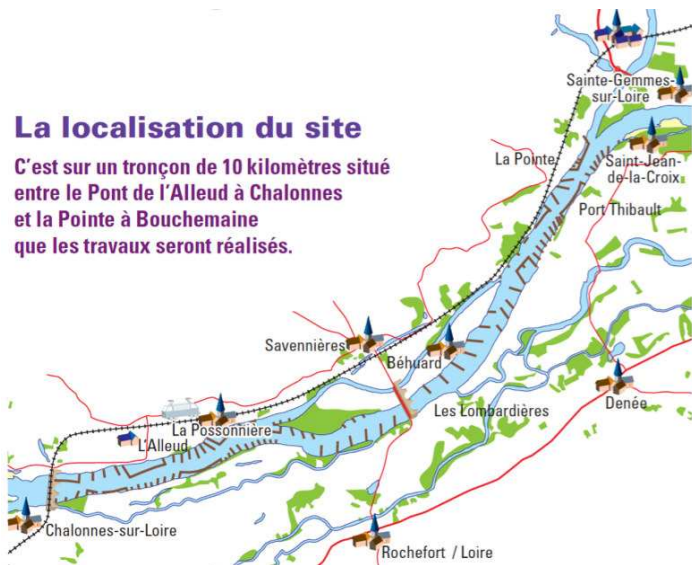 La localisation du site
C'est sur un tronçon de 10 kilomètres situé
entre le Pont de l'Alleud à Chalonnes
et la Pointe à Bouchemaine
que les travaux seront réalisés.
Sainte-Gemmes-
sur-Loire
La Pointe
Saint-Jean-
de-la-Croix
Port Thibault
Savennières
Béhuard
Denée
Les Lombardières
La Possonnière
L'Alleud
Chalonnes-sur-Loire
Rochefort / Loire